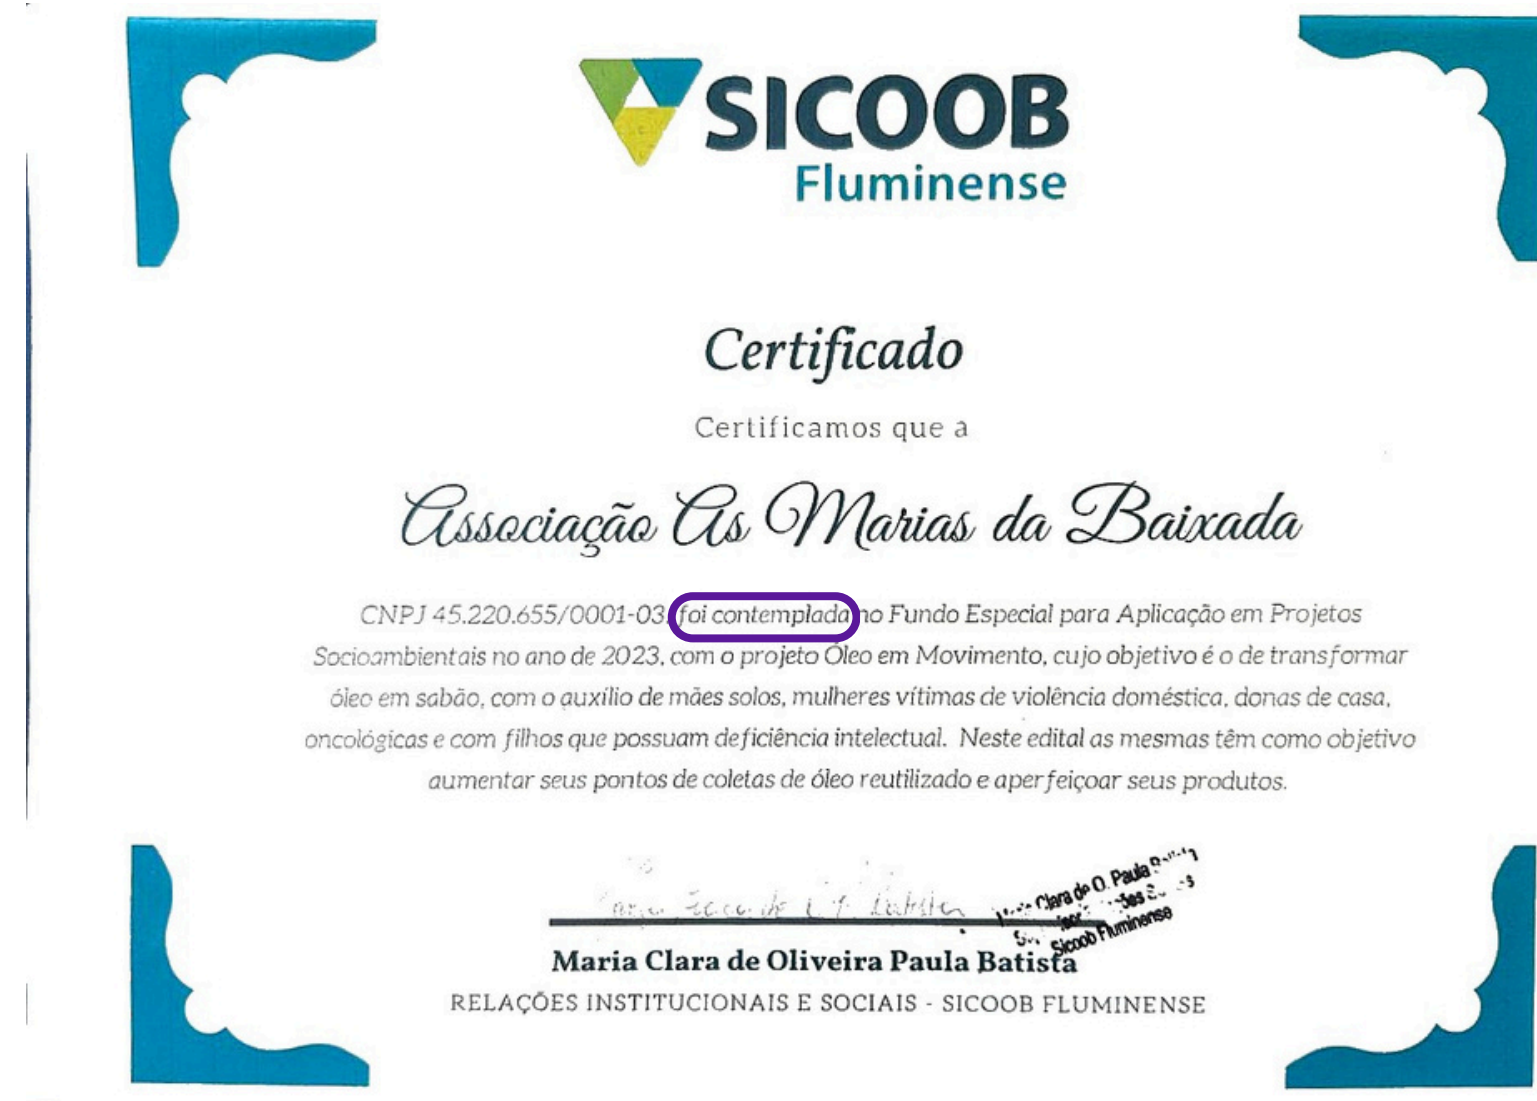 SICOOB
Fluminense
Certificado
Certificamos que a
Associação As Marias da Baixada
CNPJ 45.220.655/0001-03, foi contemplada no Fundo Especial para Aplicação em Projetos
Socioambientais no ano de 2023, com o projeto Óleo em Movimento, cujo objetivo é o de transformar
óleo em sabão, com o auxílio de mães solos, mulheres vítimas de violência doméstica, donas de casa,
oncológicas e com filhos que possuam deficiência intelectual. Neste edital as mesmas têm como objetivo
aumentar seus pontos de coletas de óleo reutilizado e aperfeiçoar seus produtos.
Clara de O. Paula
Sicoob Fluminense
Maria Clara de Oliveira Paula Batista
RELAÇÕES INSTITUCIONAIS E SOCIAIS - SICOOB FLUMINENSE